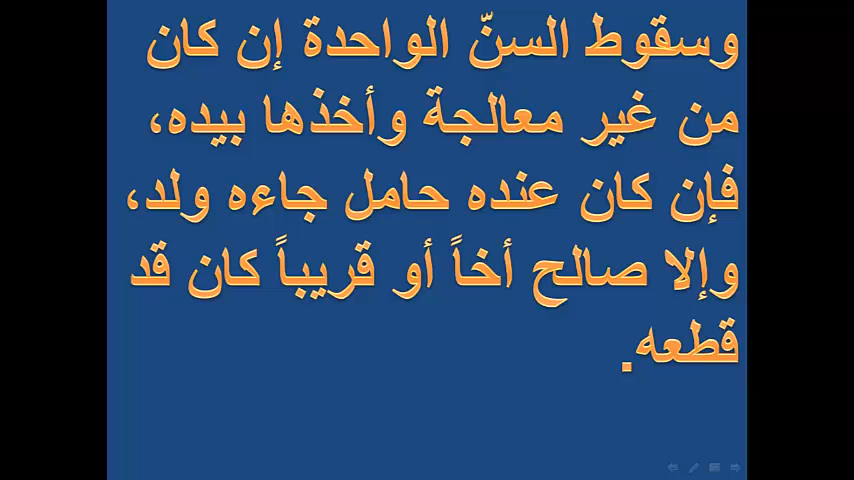 وسقوط السنّ الواحدة إن كان
من غير معالجة وأخذها بيده،
فإن كان عنده حامل جاءه ولد،
وإلا صالح أخاً أو قريباً كان قد
قطعه.